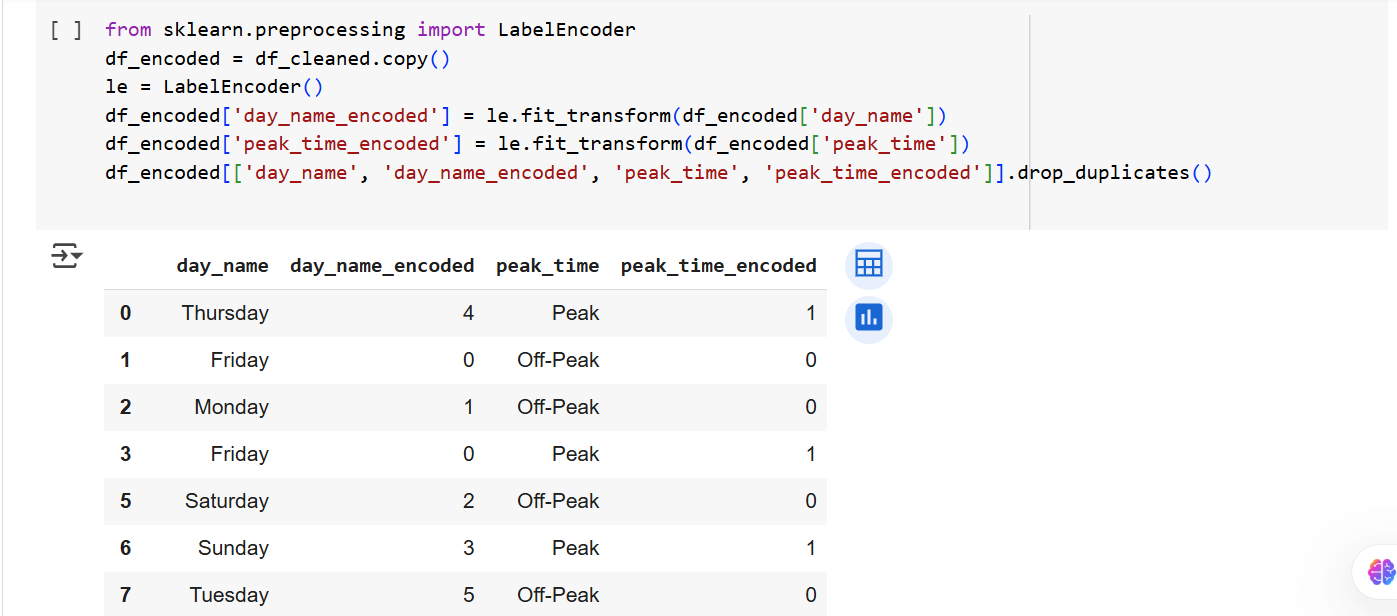 [ ] from sklearn.preprocessing import LabelEncoder
df_encoded = df_cleaned.copy()
le = LabelEncoder()
df_encoded['day_name_encoded'] = le.fit_transform(df_encoded['day_name'])
df_encoded['peak_time_encoded'] = le.fit_transform(df_encoded['peak_time'])
df_encoded[['day_name', 'day_name_encoded', 'peak_time', 'peak_time_encoded']].drop_duplicates()
day_name day_name_encoded peak_time peak_time_encoded
0 Thursday 4 Peak 1
1 Friday 0 Off-Peak 0
2 Monday 1 Off-Peak 0
3 Friday 0 Peak 1
5 Saturday 2 Off-Peak 0
6 Sunday 3 Peak 1
7 Tuesday 5 Off-Peak 0